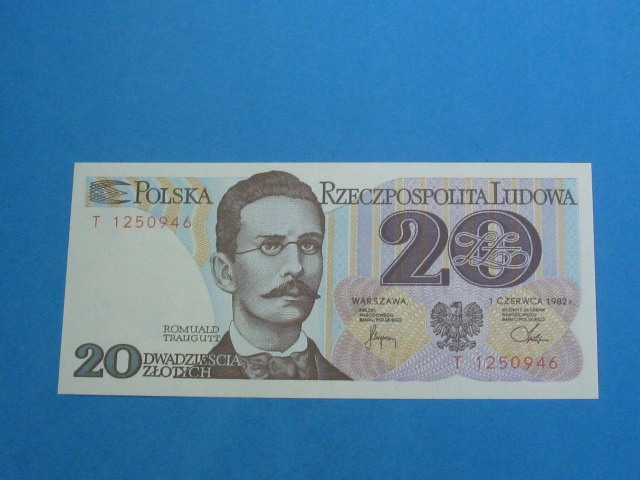 POLSKA RZECZPOSPOLITA LUDOWA
T 1250946
20
WARSZAWA, 1 CZERWCA 1982 r.
PREZES
NARODOWEGO
BANKU POLSKIEGO
GŁÓWNY SKARBNIK
NARODOWEGO
BANKU POLSKIEGO
ROMUALD
TRAUGUTT
T 1250946
20 DWADZIEŚCIA
ZŁOTYCH